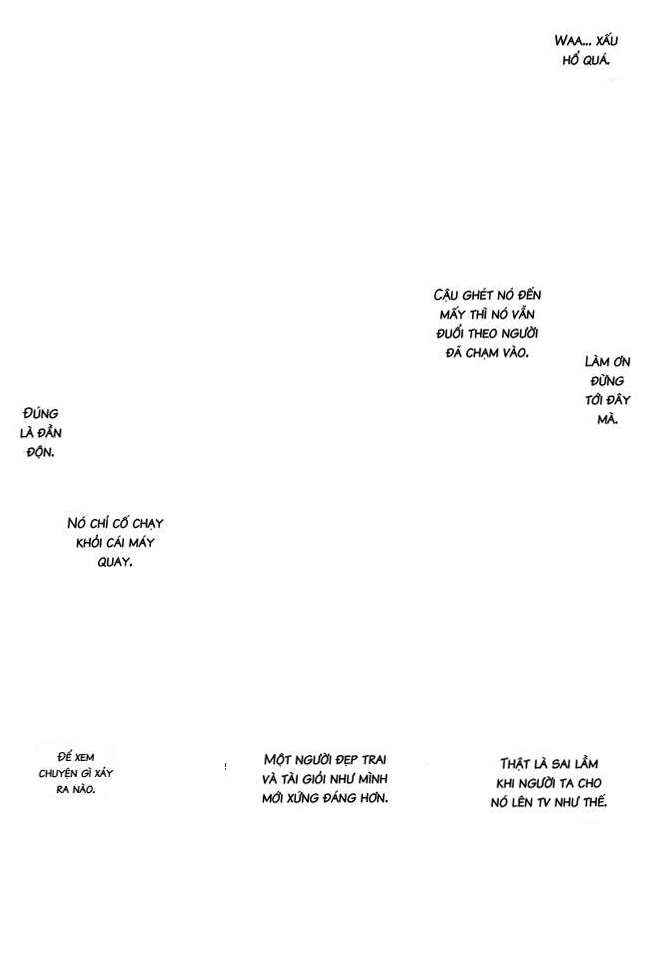 WAA... XẤU
HỔ QUÁ.
CẬU GHÉT NÓ ĐẾN
MẤY THÌ NÓ VẪN
ĐUỔI THEO NGƯỜI
ĐÃ CHẠM VÀO.
LÀM ƠN
ĐỪNG
TỚI ĐÂY
MÀ.
ĐÚNG
LÀ ĐẦN
ĐỘN.
NÓ CHỈ CỐ CHẠY
KHỎI CÁI MÁY
QUAY.
THẬT LÀ SAI LẦM
KHI NGƯỜI TA CHO
NÓ LÊN TV NHƯ THẾ.
MỘT NGƯỜI ĐẸP TRAI
VÀ TÀI GIỎI NHƯ MÌNH
MỚI XỨNG ĐÁNG HƠN.
!
ĐỂ XEM
CHUYỆN GÌ XẢY
RA NÀO.